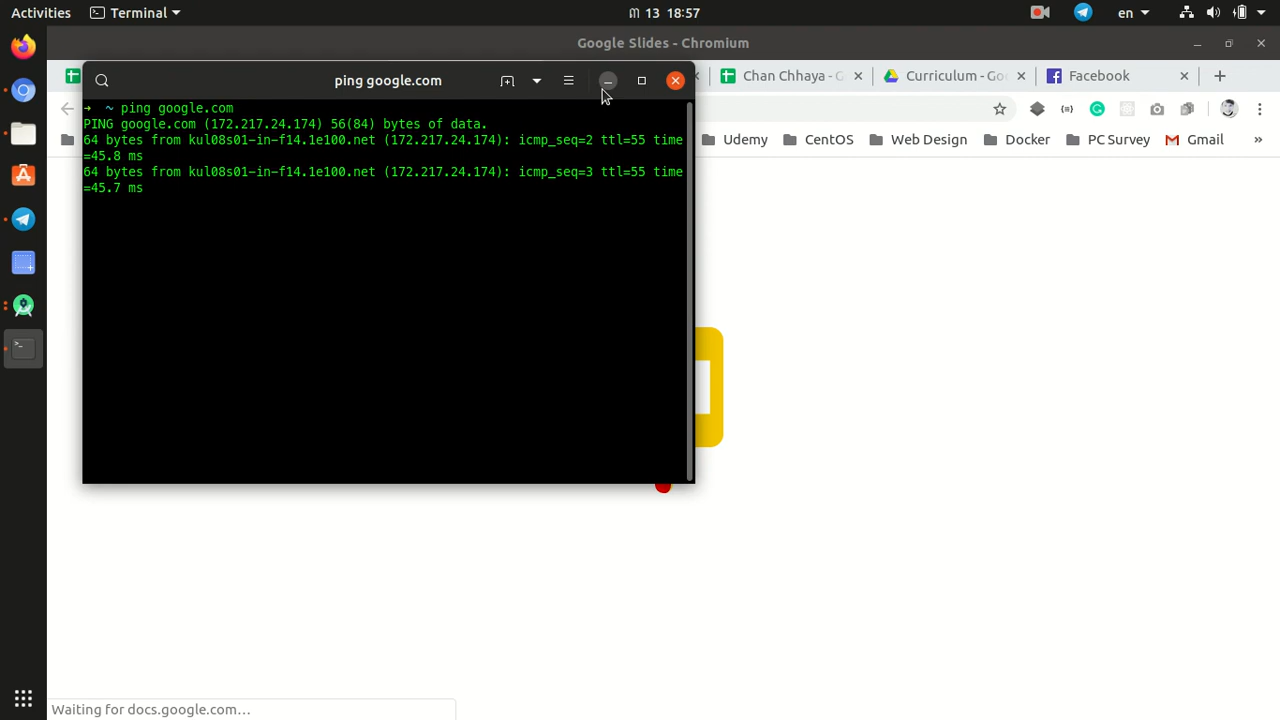 Activities
Terminal
ពុ 13 18:57
en
Google Slides - Chromium
ping google.com
Chan Chhaya - G
Curriculum - Goo
Facebook
Udemy
CentOS
Web Design
Docker
PC Survey
Gmail
»
→ ~ ping google.com
PING google.com (172.217.24.174) 56(84) bytes of data.
64 bytes from kul08s01-in-f14.1e100.net (172.217.24.174): icmp_seq=2 ttl=55 time
=45.8 ms
64 bytes from kul08s01-in-f14.1e100.net (172.217.24.174): icmp_seq=3 ttl=55 time
=45.7 ms
Waiting for docs.google.com...